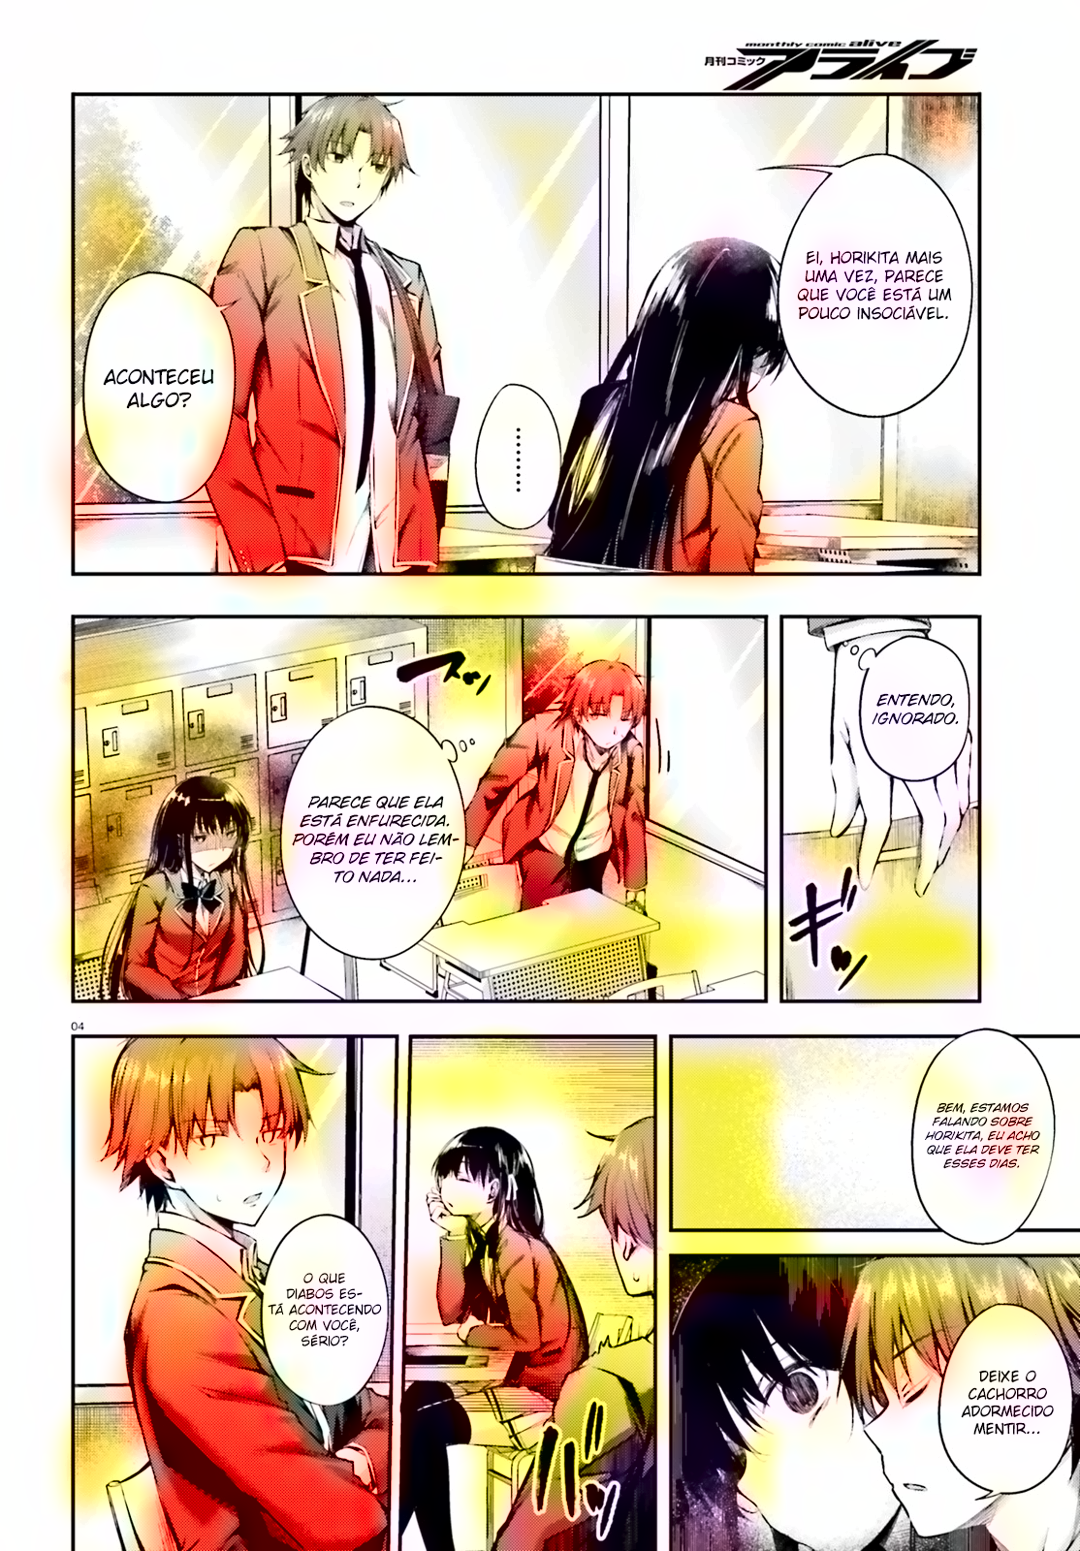 monthly comic alive
月刊コミック アライブ
EI, HORIKITA MAIS
UMA VEZ, PARECE
QUE VOCÊ ESTÁ UM
POUCO INSOCIÁVEL.
.........
ACONTECEU
ALGO?
ENTENDO,
IGNORADO.
ギシッ
スッ
PARECE QUE ELA
ESTÁ ENFURECIDA.
PORÉM EU NÃO LEM-
BRO DE TER FEI-
TO NADA...
04
BEM, ESTAMOS
FALANDO SOBRE
HORIKITA, EU ACHO
QUE ELA DEVE TER
ESSES DIAS.
DEIXE O
CACHORRO
ADORMECIDO
MENTIR...
O QUE
DIABOS ES-
TÁ ACONTECENDO
COM VOCÊ,
SÉRIO?